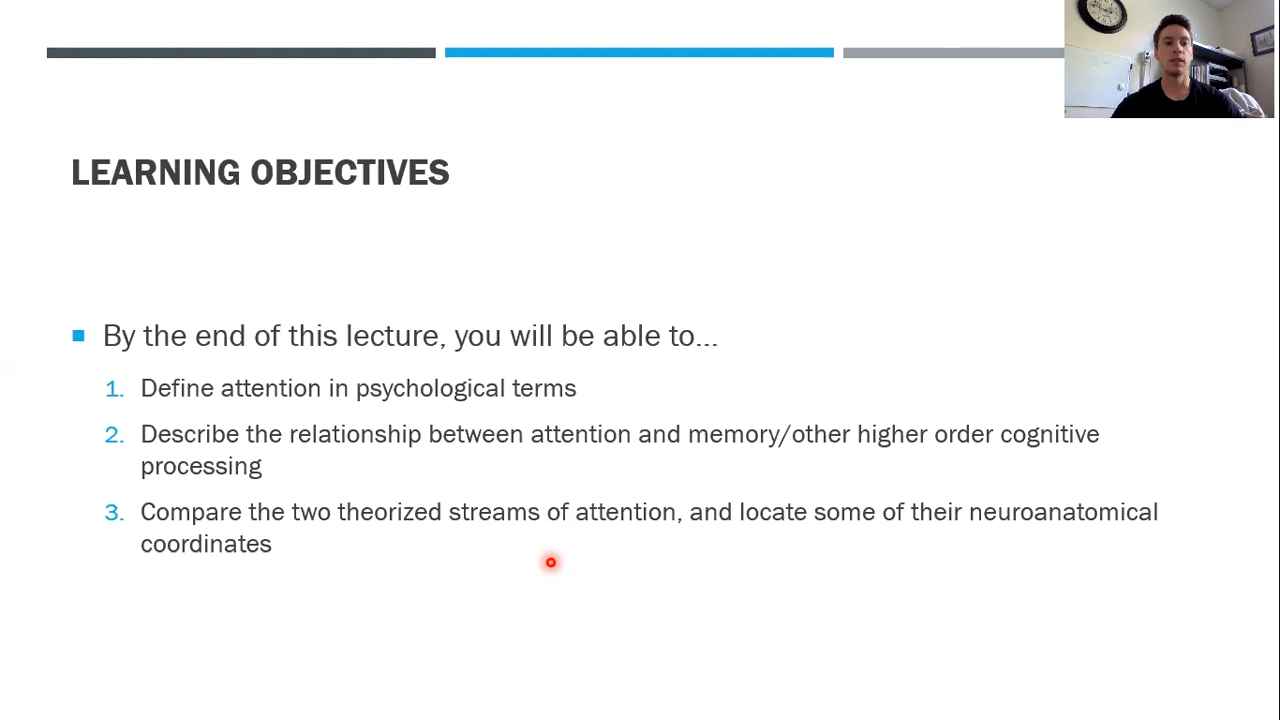 LEARNING OBJECTIVES
By the end of this lecture, you will be able to...
1. Define attention in psychological terms
2. Describe the relationship between attention and memory/other higher order cognitive
processing
3. Compare the two theorized streams of attention, and locate some of their neuroanatomical
coordinates